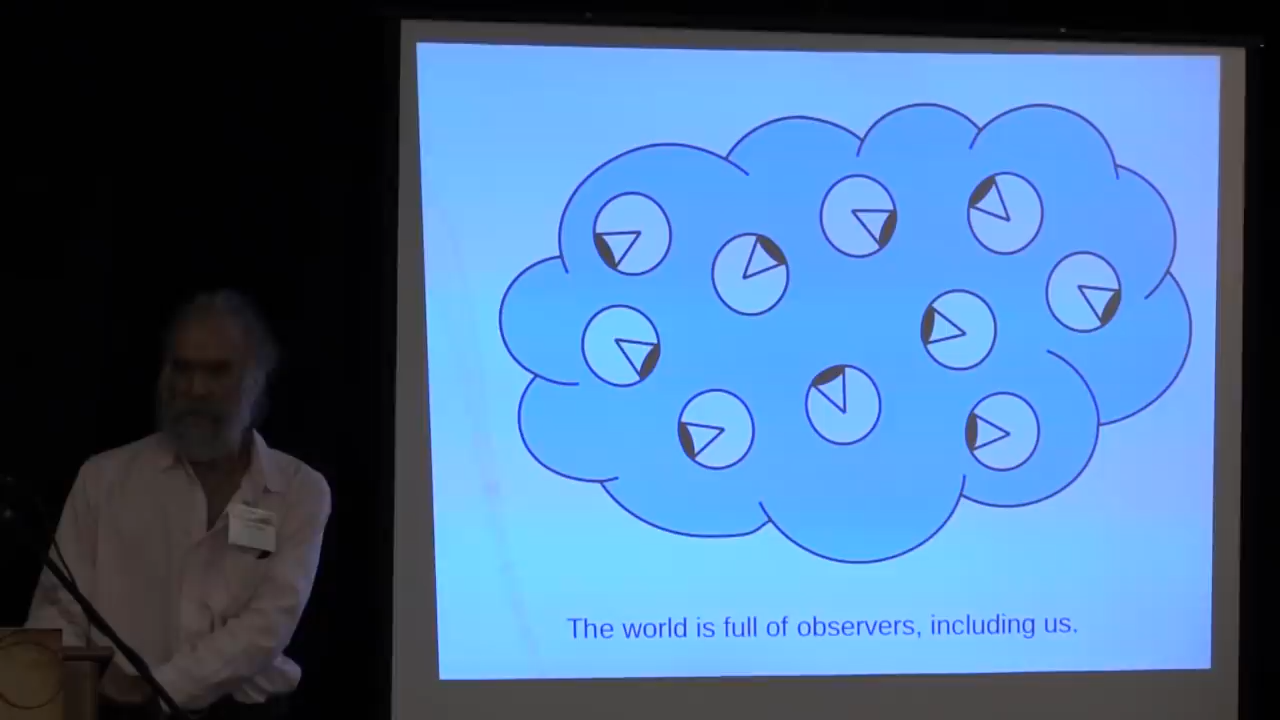 The world is full of observers, including us.